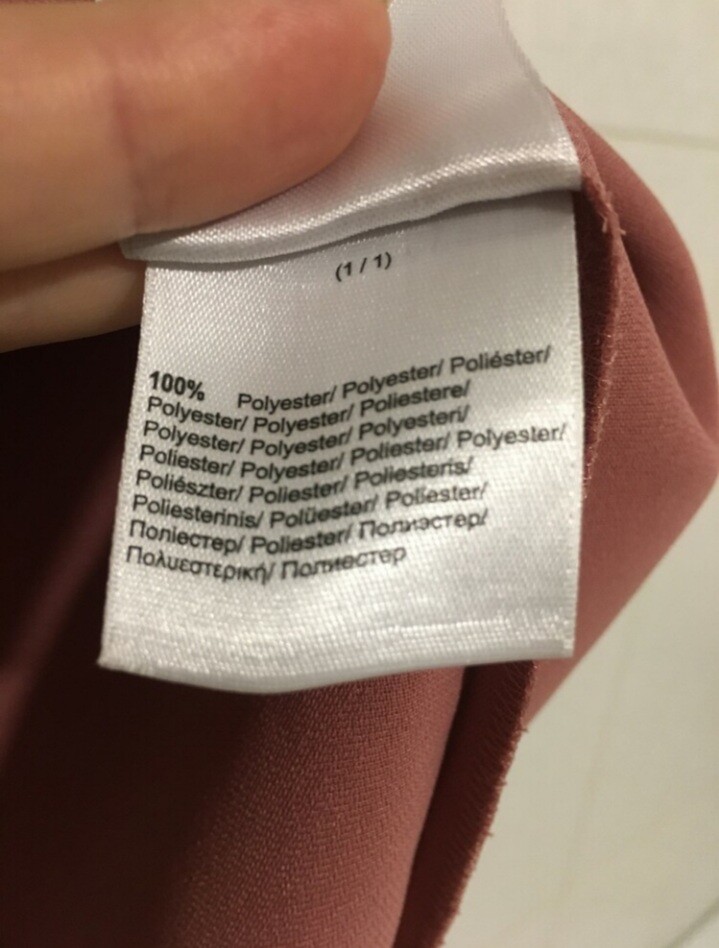 (1 / 1)
100% Polyester/ Polyester/ Poliéster/
Polyester/ Polyester/ Poliestere/
Polyester/ Polyester/ Polyesteri/
Poliester/ Polyester/ Poliester/ Polyester/
Poliészter/ Poliester/ Poliesteris/
Poliesterinis/ Polüester/ Poliester/
Поліестер/ Poliester/ Полиэстер/
Πολυεστερική/ Полиестер